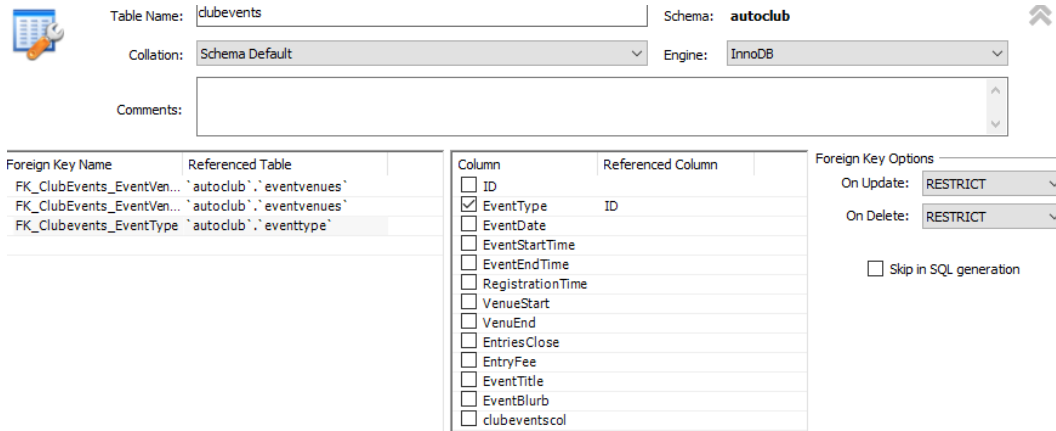 Table Name: clubevents Schema: autoclub
Collation: Schema Default Engine: InnoDB
Comments:
Foreign Key Name Referenced Table
FK_ClubEvents_EventVen... `autoclub`.`eventvenues`
FK_ClubEvents_EventVen... `autoclub`.`eventvenues`
FK_Clubevents_EventType `autoclub`.`eventtype`
Column Referenced Column
ID
EventType ID
EventDate
EventStartTime
EventEndTime
RegistrationTime
VenueStart
VenuEnd
EntriesClose
EntryFee
EventTitle
EventBlurb
clubeventscol
Foreign Key Options
On Update: RESTRICT
On Delete: RESTRICT
Skip in SQL generation